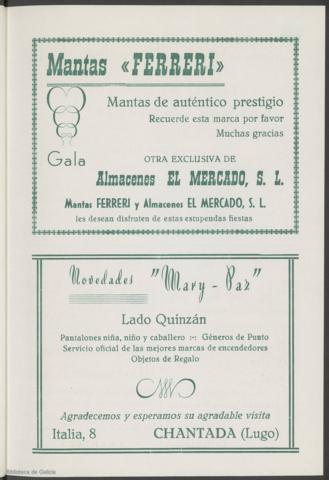 Mantas «FERRERI»
Mantas de auténtico prestigio
Recuerde esta marca por favor
Muchas gracias
Gala
OTRA EXCLUSIVA DE
Almacenes EL MERCADO, S. L.
Mantas FERRERI y Almacenes EL MERCADO, S. L.
les desean disfruten de estas estupendas fiestas
Novedades "Mary - Paz"
Lado Quinzán
Pantalones niña, niño y caballero :-: Géneros de Punto
Servicio oficial de las mejores marcas de encendedores
Objetos de Regalo
Agradecemos y esperamos su agradable visita
Italia, 8 CHANTADA (Lugo)
Biblioteca de Galicia